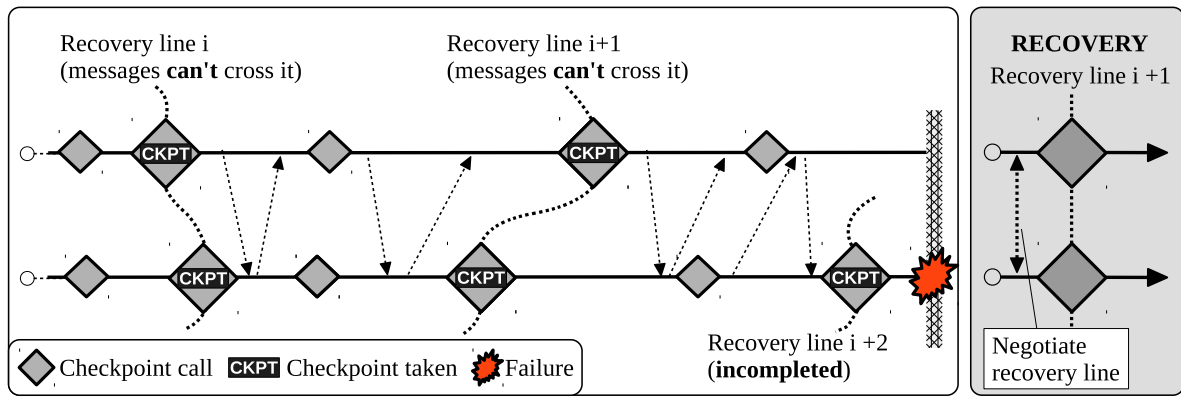 Recovery line i
(messages can't cross it)
Recovery line i+1
(messages can't cross it)
RECOVERY
Recovery line i +1
CKPT
CKPT
CKPT
CKPT
CKPT
Recovery line i +2
(incompleted)
Negotiate
recovery line
Checkpoint call
CKPT Checkpoint taken
Failure